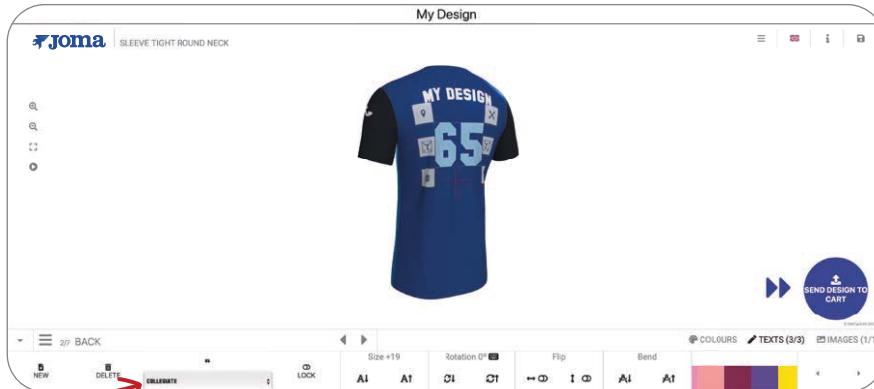 My Design
Joma
SLEEVE TIGHT ROUND NECK
MY DESIGN
65
SEND DESIGN TO
CART
2/7 BACK
COLOURS TEXTS (3/3) IMAGES (1/1
Size +19 Rotation 0° Flip Bend
NEW DELETE COLLEGIATE LOCK